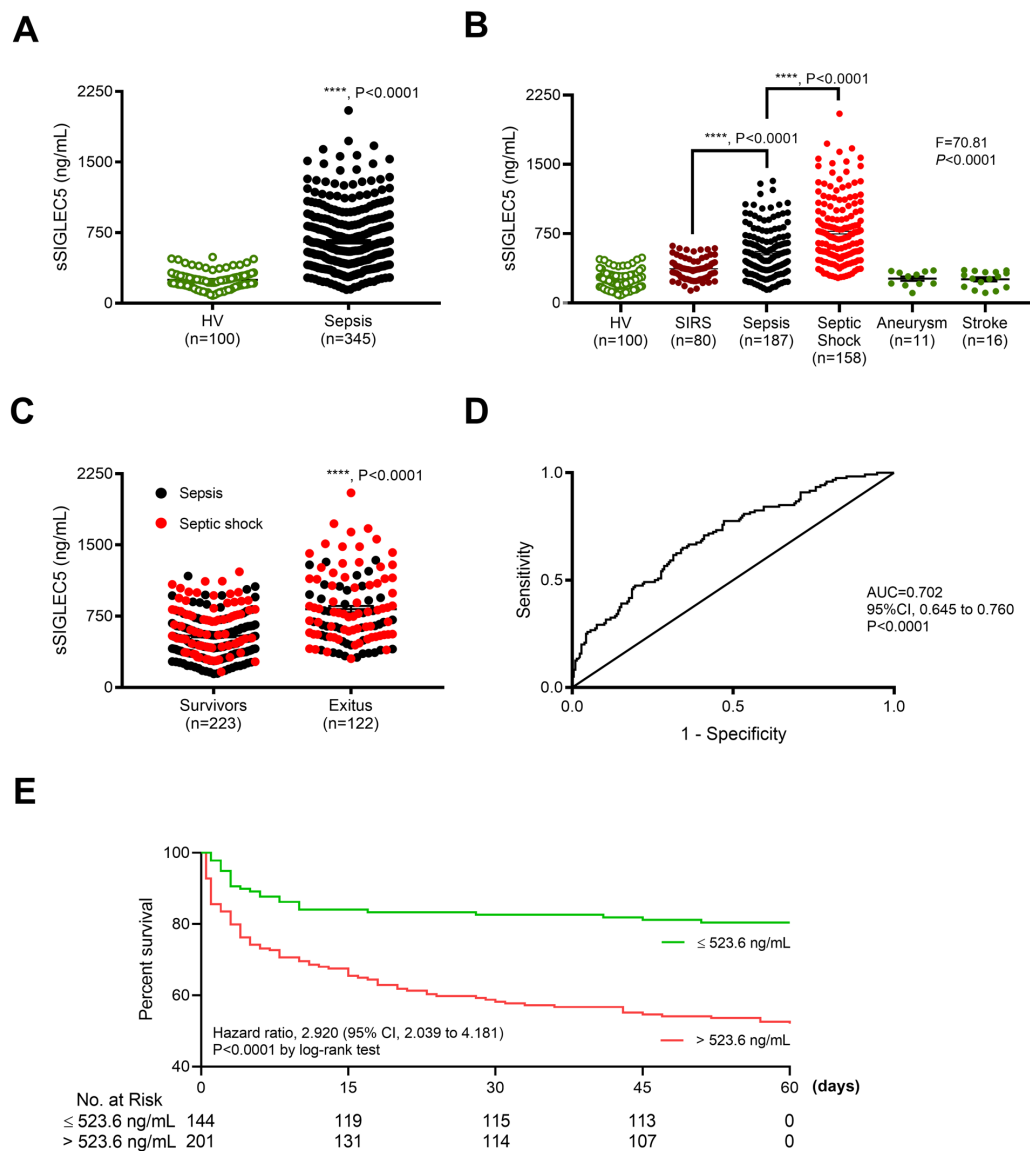 A
****, P<0.0001
2250
1500
750
0
sSIGLEC5 (ng/mL)
HV
(n=100)
Sepsis
(n=345)
B
****, P<0.0001
****, P<0.0001
F=70.81
P<0.0001
2250
1500
750
0
sSIGLEC5 (ng/mL)
HV
(n=100)
SIRS
(n=80)
Sepsis
(n=187)
Septic
Shock
(n=158)
Aneurysm
(n=11)
Stroke
(n=16)
C
****, P<0.0001
2250
1500
750
0
sSIGLEC5 (ng/mL)
Sepsis
Septic shock
Survivors
(n=223)
Exitus
(n=122)
D
1.0
0.5
0.0
Sensitivity
AUC=0.702
95%CI, 0.645 to 0.760
P<0.0001
0.0 0.5 1.0
1 - Specificity
E
100
80
60
40
Percent survival
≤ 523.6 ng/mL
> 523.6 ng/mL
Hazard ratio, 2.920 (95% CI, 2.039 to 4.181)
P<0.0001 by log-rank test
0 15 30 45 60 (days)
No. at Risk
≤ 523.6 ng/mL 144 119 115 113 0
> 523.6 ng/mL 201 131 114 107 0